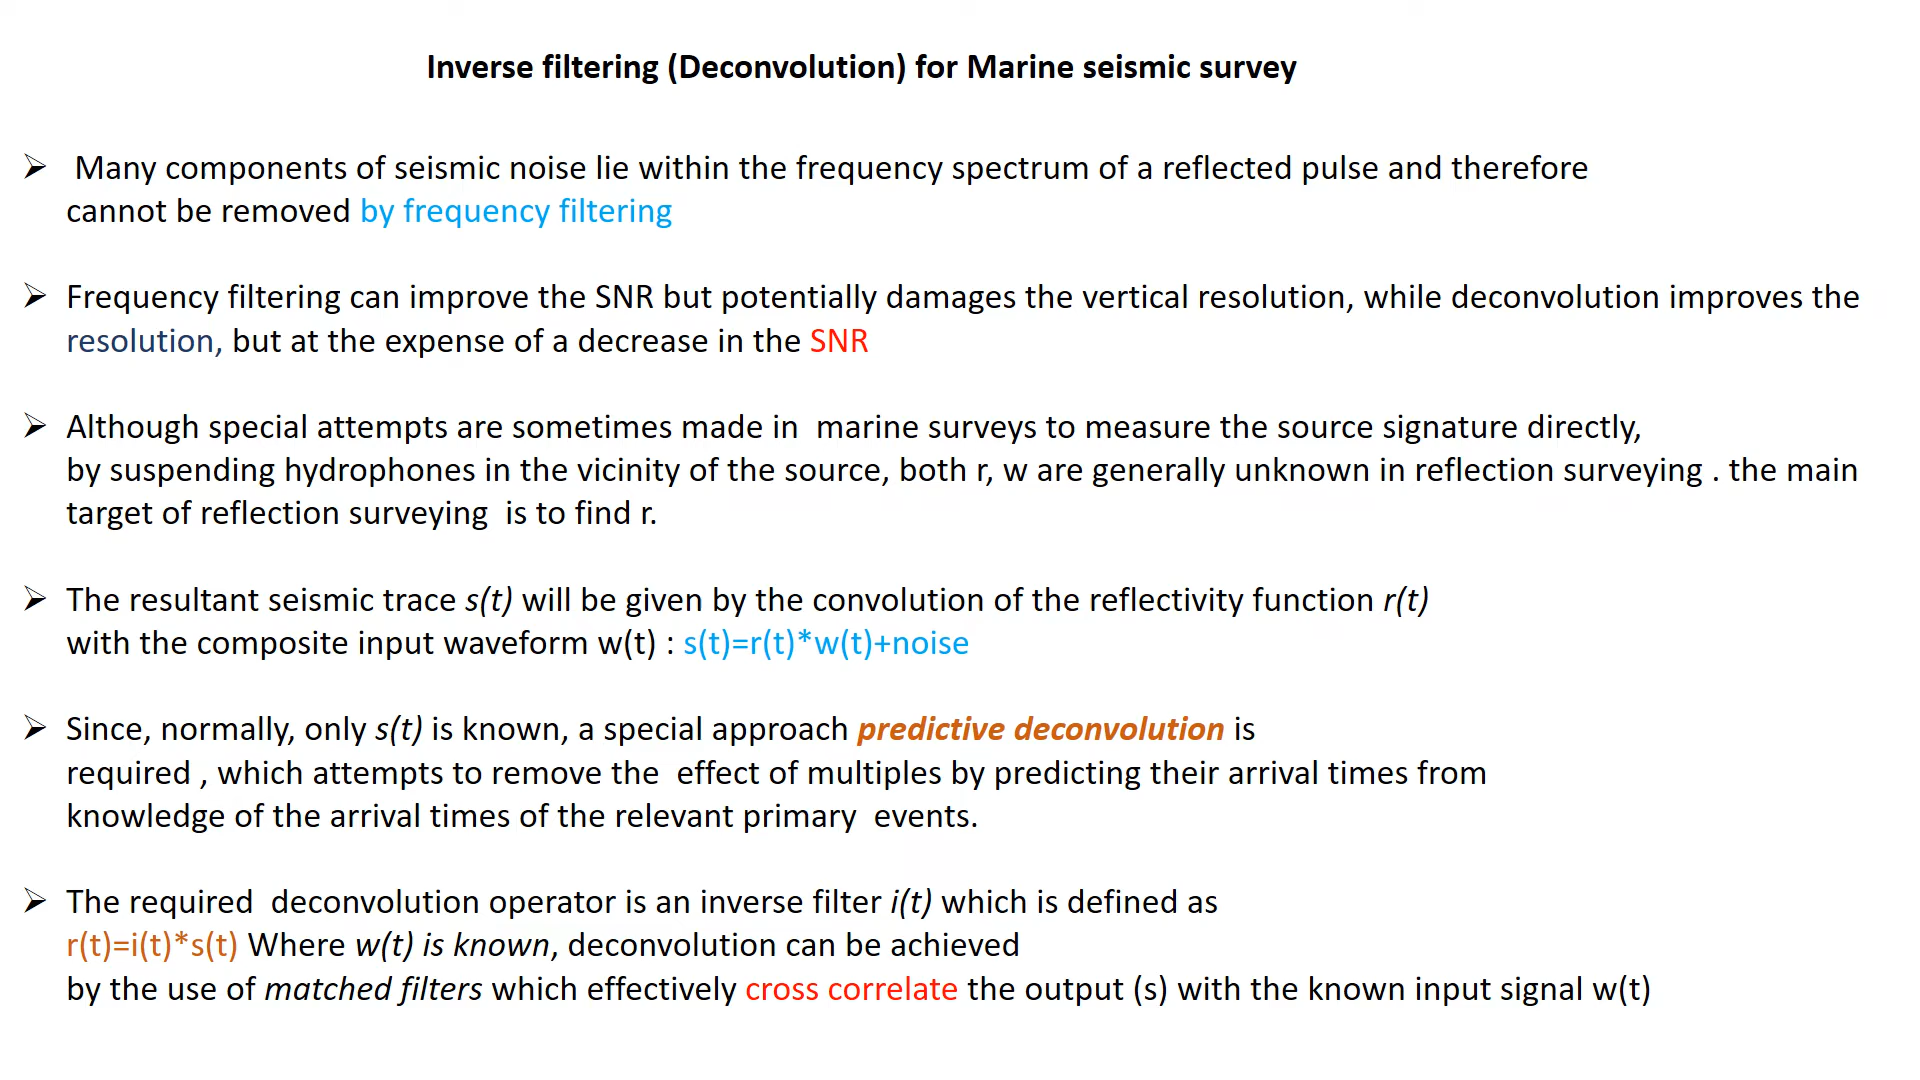 Inverse filtering (Deconvolution) for Marine seismic survey
➢ Many components of seismic noise lie within the frequency spectrum of a reflected pulse and therefore
cannot be removed by frequency filtering
➢ Frequency filtering can improve the SNR but potentially damages the vertical resolution, while deconvolution improves the
resolution, but at the expense of a decrease in the SNR
➢ Although special attempts are sometimes made in marine surveys to measure the source signature directly,
by suspending hydrophones in the vicinity of the source, both r, w are generally unknown in reflection surveying . the main
target of reflection surveying is to find r.
➢ The resultant seismic trace s(t) will be given by the convolution of the reflectivity function r(t)
with the composite input waveform w(t) : s(t)=r(t)*w(t)+noise
➢ Since, normally, only s(t) is known, a special approach predictive deconvolution is
required , which attempts to remove the effect of multiples by predicting their arrival times from
knowledge of the arrival times of the relevant primary events.
➢ The required deconvolution operator is an inverse filter i(t) which is defined as
r(t)=i(t)*s(t) Where w(t) is known, deconvolution can be achieved
by the use of matched filters which effectively cross correlate the output (s) with the known input signal w(t)